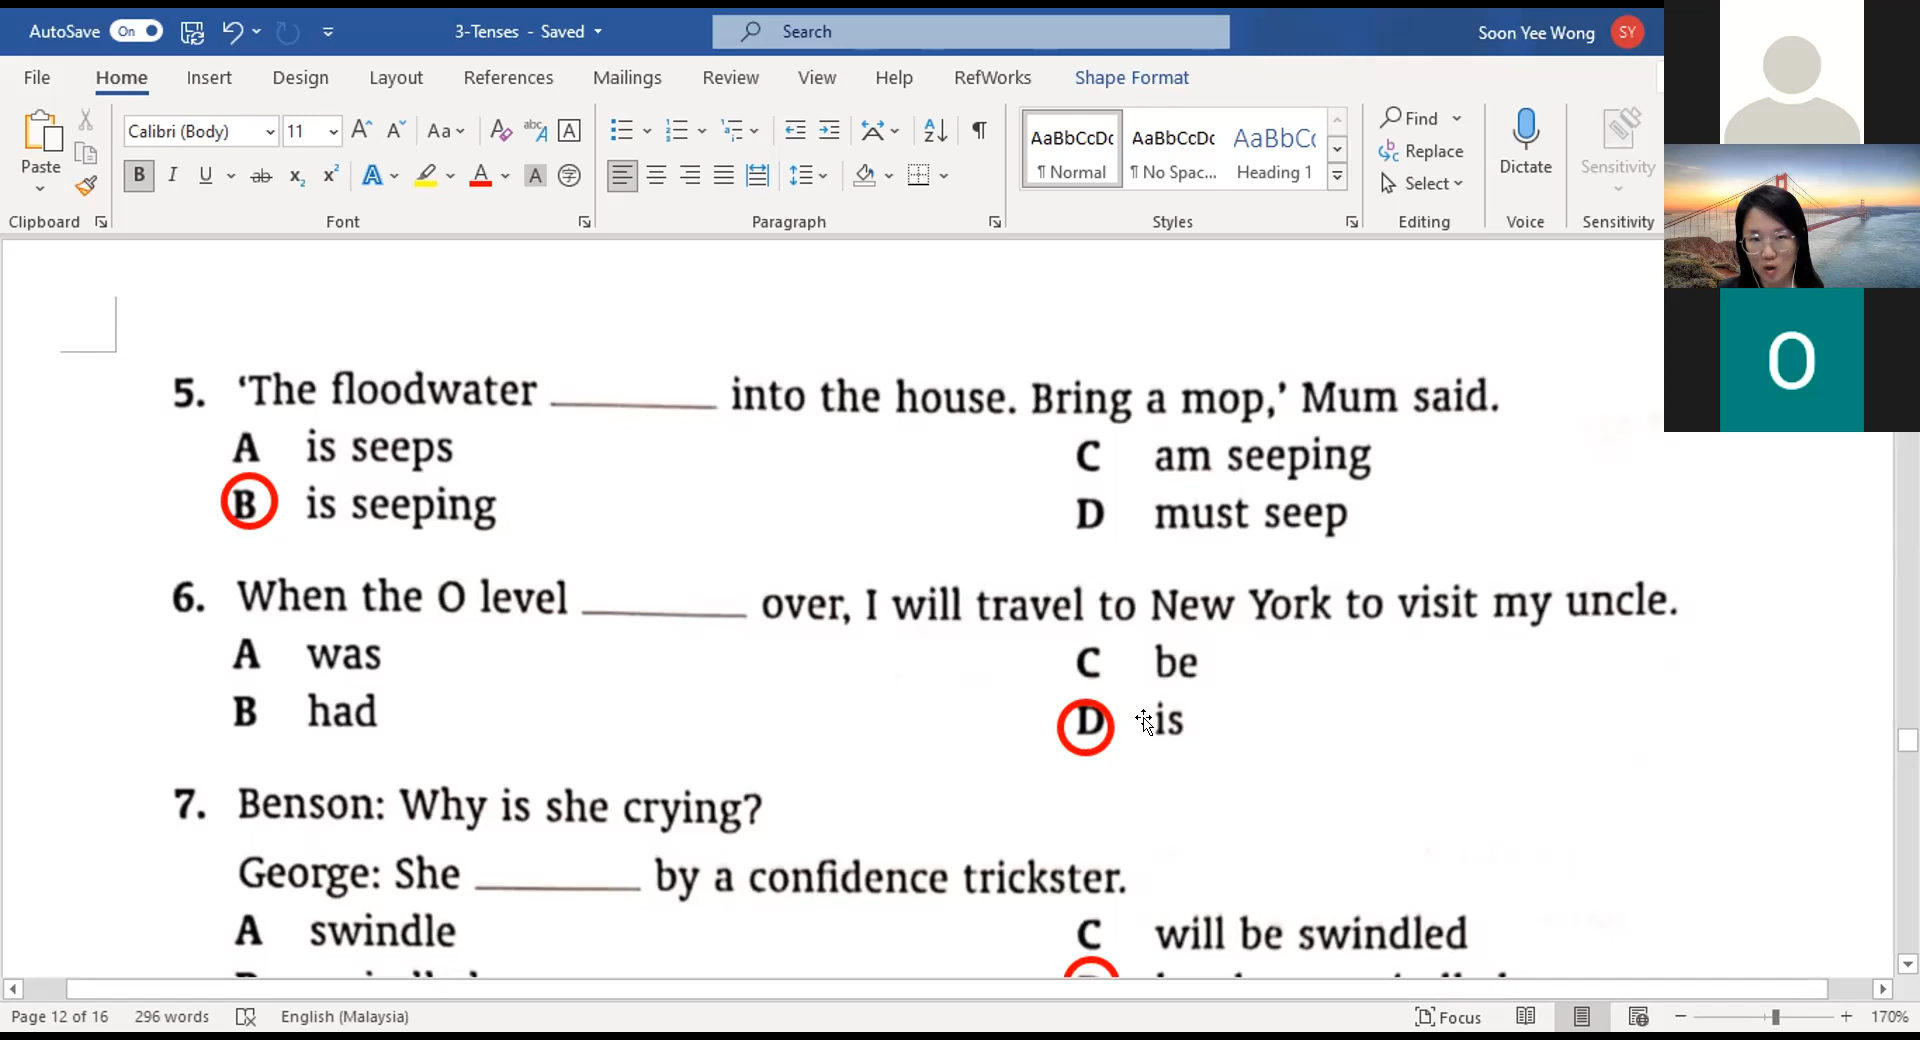 AutoSave On 3-Tenses - Saved Search Soon Yee Wong SY
File Home Insert Design Layout References Mailings Review View Help RefWorks Shape Format
Calibri (Body) 11 Aa A abc A AaBbCcDc AaBbCcDc AaBbCc Find
Paste B I U ab x₂ x² A A A ¶ Normal ¶ No Spac... Heading 1 Replace Select Dictate Sensitivity
Clipboard Font Paragraph Styles Editing Voice Sensitivity
5. ‘The floodwater ________ into the house. Bring a mop,’ Mum said.
A is seeps C am seeping
B is seeping D must seep
6. When the O level ________ over, I will travel to New York to visit my uncle.
A was C be
B had D is
7. Benson: Why is she crying?
George: She ________ by a confidence trickster.
A swindle C will be swindled
O
Page 12 of 16 296 words English (Malaysia) Focus 170%